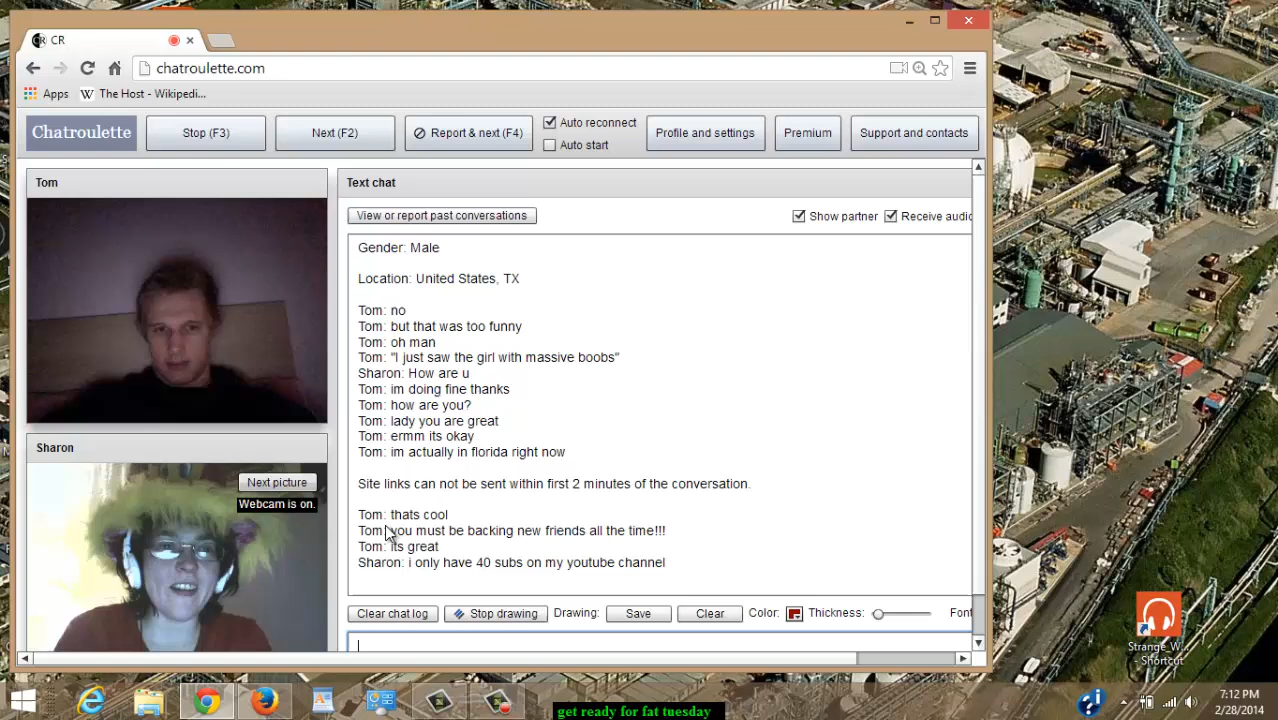 CR
chatroulette.com
Apps
W The Host - Wikipedi...
CR Chatroulette
Stop (F3)
Next (F2)
Report & next (F4)
Auto reconnect
Auto start
Profile and settings
Premium
Support and contacts
Tom
Text chat
View or report past conversations
Show partner
Receive audio
Gender: Male
Location: United States, TX
Tom: no
Tom: but that was too funny
Tom: oh man
Tom: "I just saw the girl with massive boobs"
Sharon: How are u
Tom: im doing fine thanks
Tom: how are you?
Tom: lady you are great
Tom: ermm its okay
Tom: im actually in florida right now
Site links can not be sent within first 2 minutes of the conversation.
Tom: thats cool
Tom: you must be backing new friends all the time!!!
Tom: its great
Sharon: i only have 40 subs on my youtube channel
Sharon
Next picture
Webcam is on.
Clear chat log
Stop drawing
Drawing:
Save
Clear
Color:
Thickness:
Font
Strange_W...
- Shortcut
get ready for fat tuesday
7:12 PM
2/28/2014